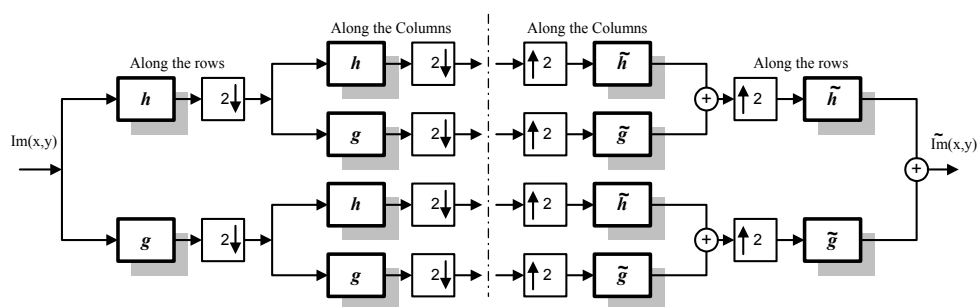 Along the Columns Along the Columns
h 2 h 2 2 h̃
Along the rows Along the rows
h 2 2 h̃
g 2 2 g̃ +
Im(x,y) Ĩm(x,y)
+
h 2 2 h̃
g 2 + 2 g̃
g 2 2 g̃